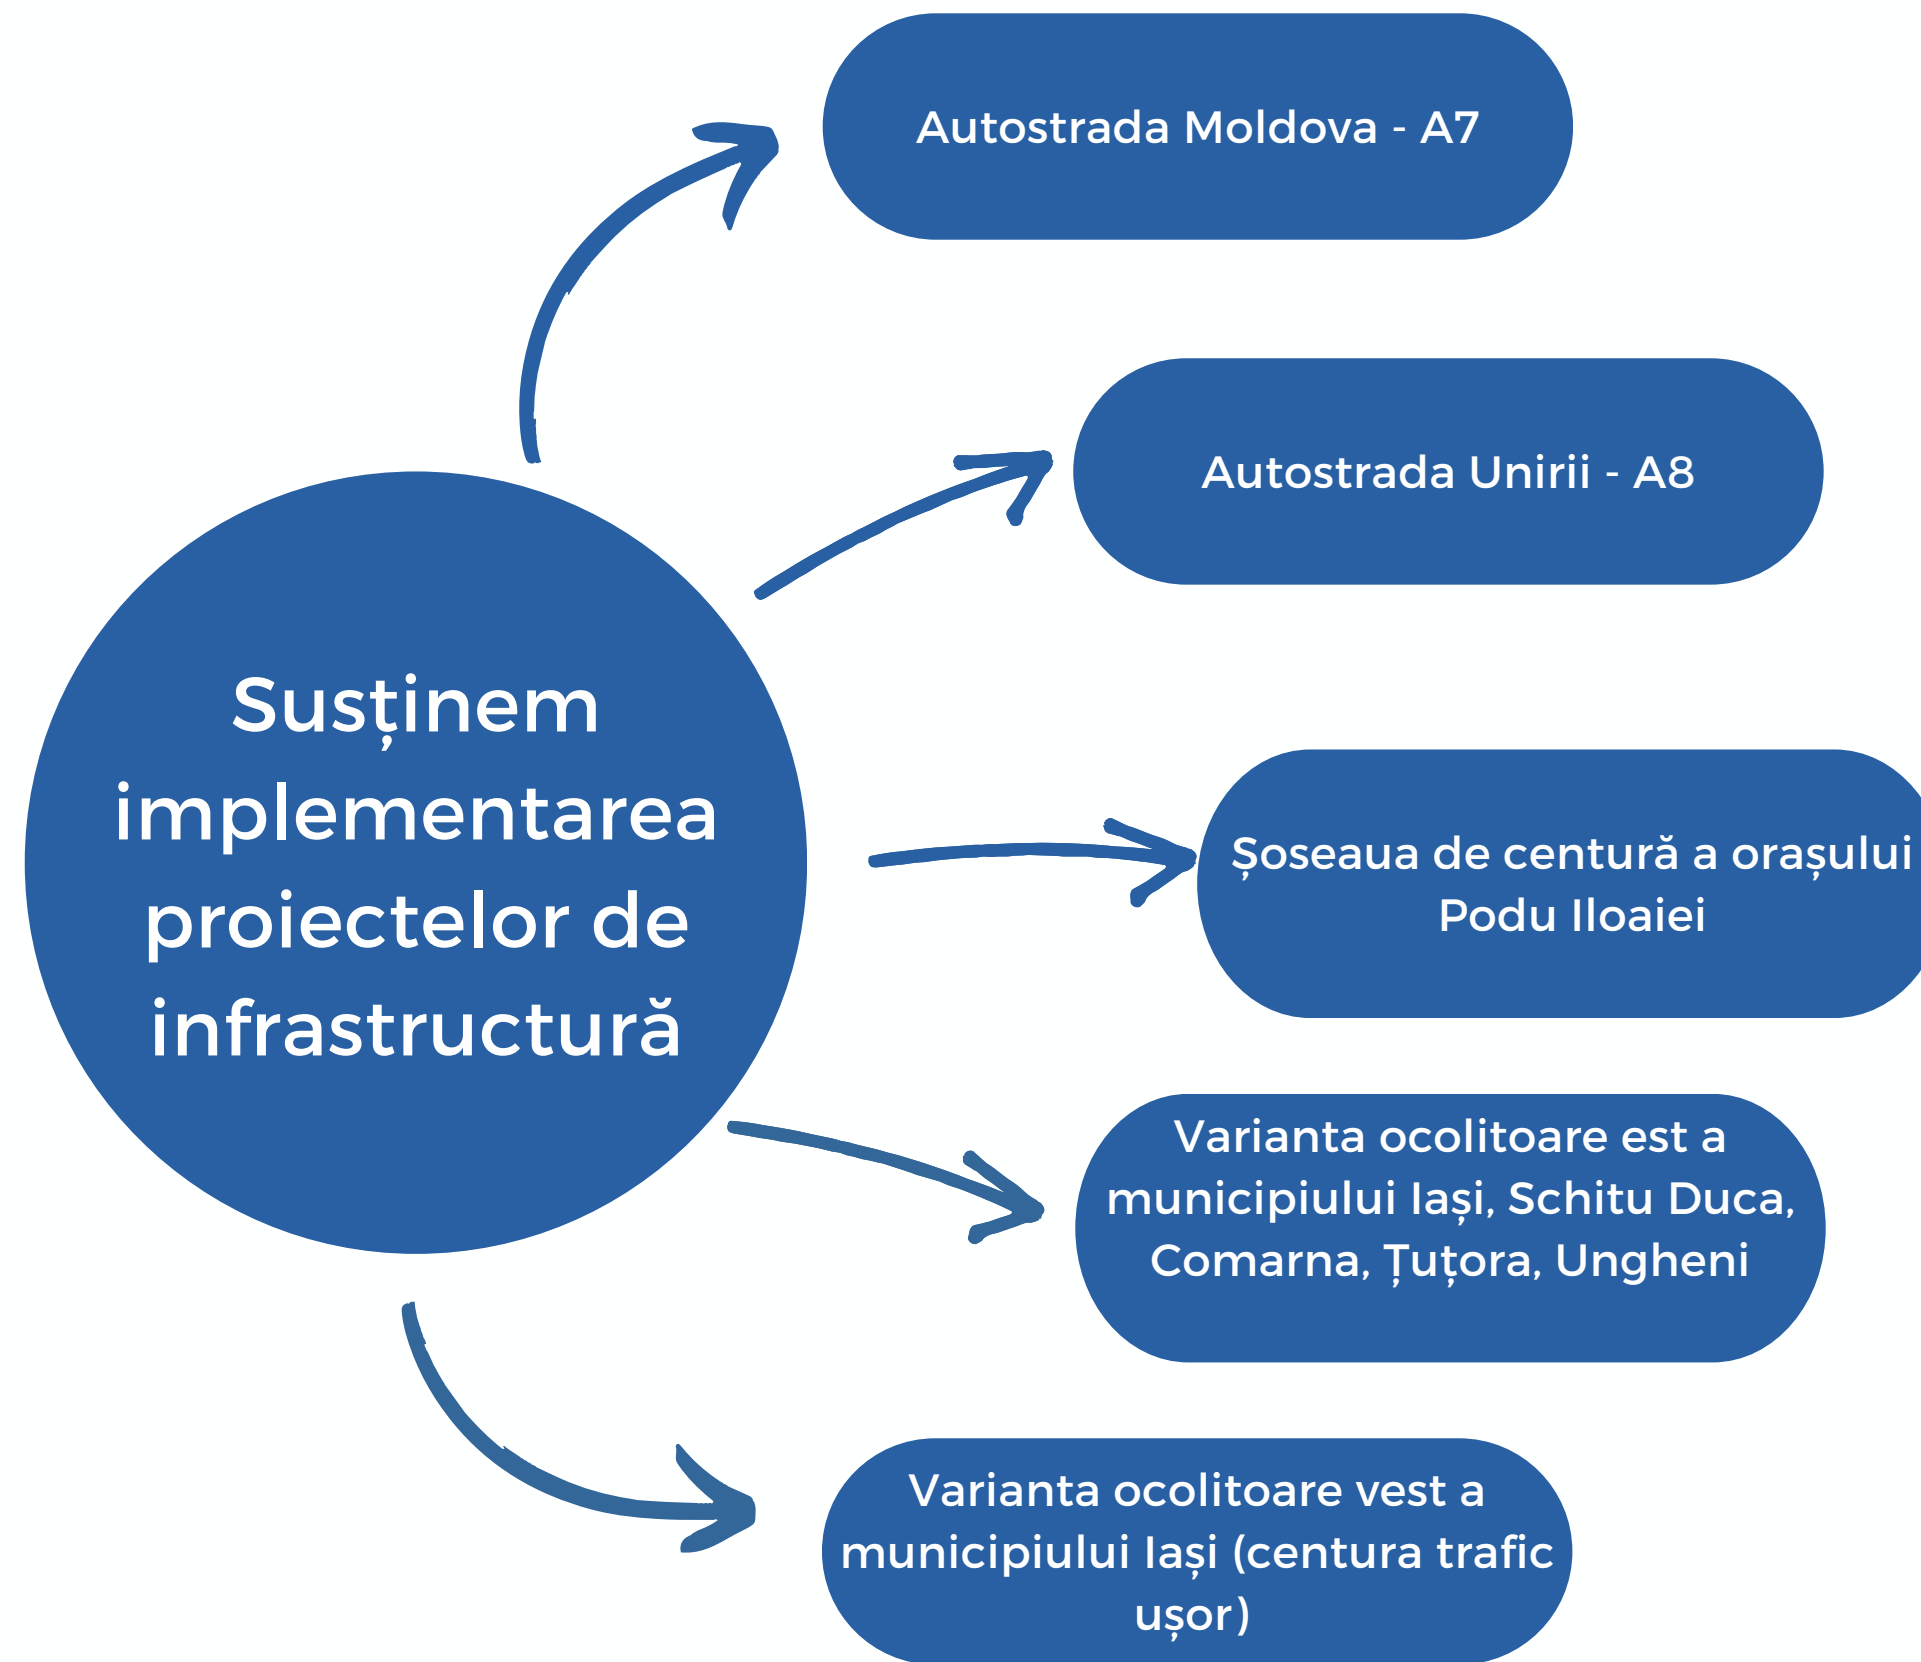 Autostrada Moldova - A7
Autostrada Unirii - A8
Susținem
implementarea
proiectelor de
infrastructură
Șoseaua de centură a orașului
Podu Iloaiei
Varianta ocolitoare est a
municipiului Iași, Schitu Duca,
Comarna, Țuțora, Ungheni
Varianta ocolitoare vest a
municipiului Iași (centura trafic
ușor)